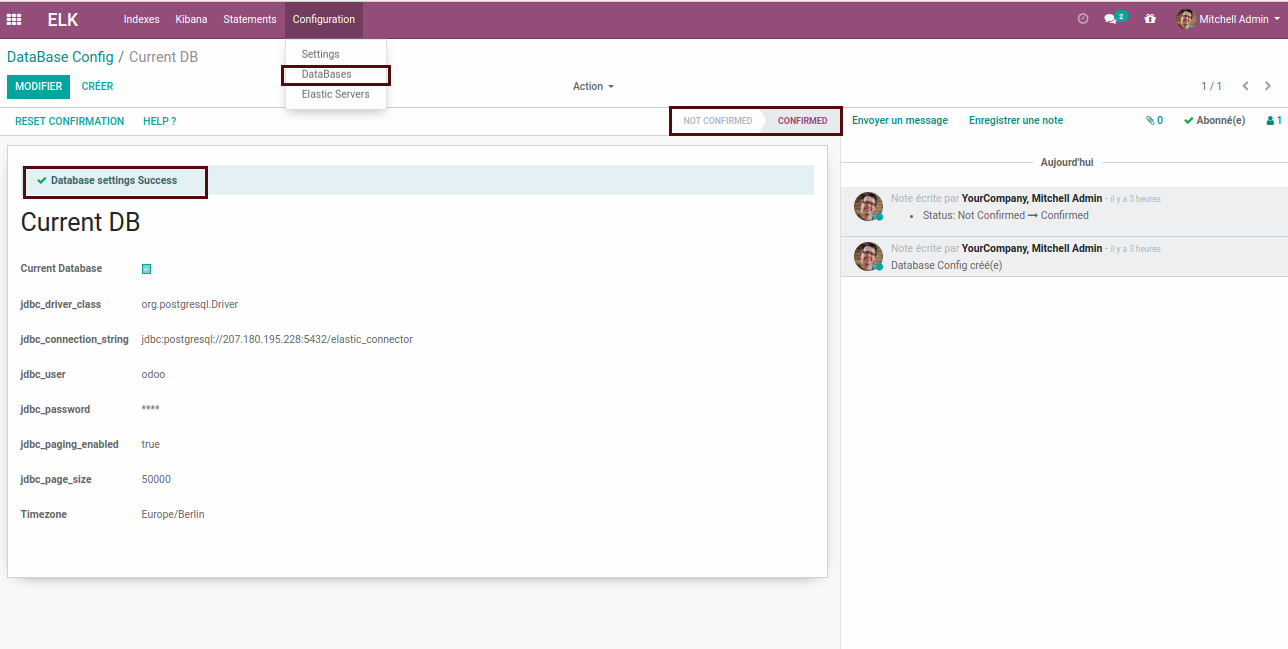 ELK Indexes Kibana Statements Configuration 2 Mitchell Admin
Settings
DataBases
Elastic Servers
DataBase Config / Current DB
MODIFIER CRÉER Action 1 / 1
RESET CONFIRMATION HELP ? NOT CONFIRMED CONFIRMED
Envoyer un message Enregistrer une note 0 Abonné(e) 1
Database settings Success
Current DB
Current Database
jdbc_driver_class org.postgresql.Driver
jdbc_connection_string jdbc:postgresql://207.180.195.228:5432/elastic_connector
jdbc_user odoo
jdbc_password ****
jdbc_paging_enabled true
jdbc_page_size 50000
Timezone Europe/Berlin
Aujourd'hui
Note écrite par YourCompany, Mitchell Admin - il y a 3 heures
• Status: Not Confirmed → Confirmed
Note écrite par YourCompany, Mitchell Admin - il y a 3 heures
Database Config créé(e)